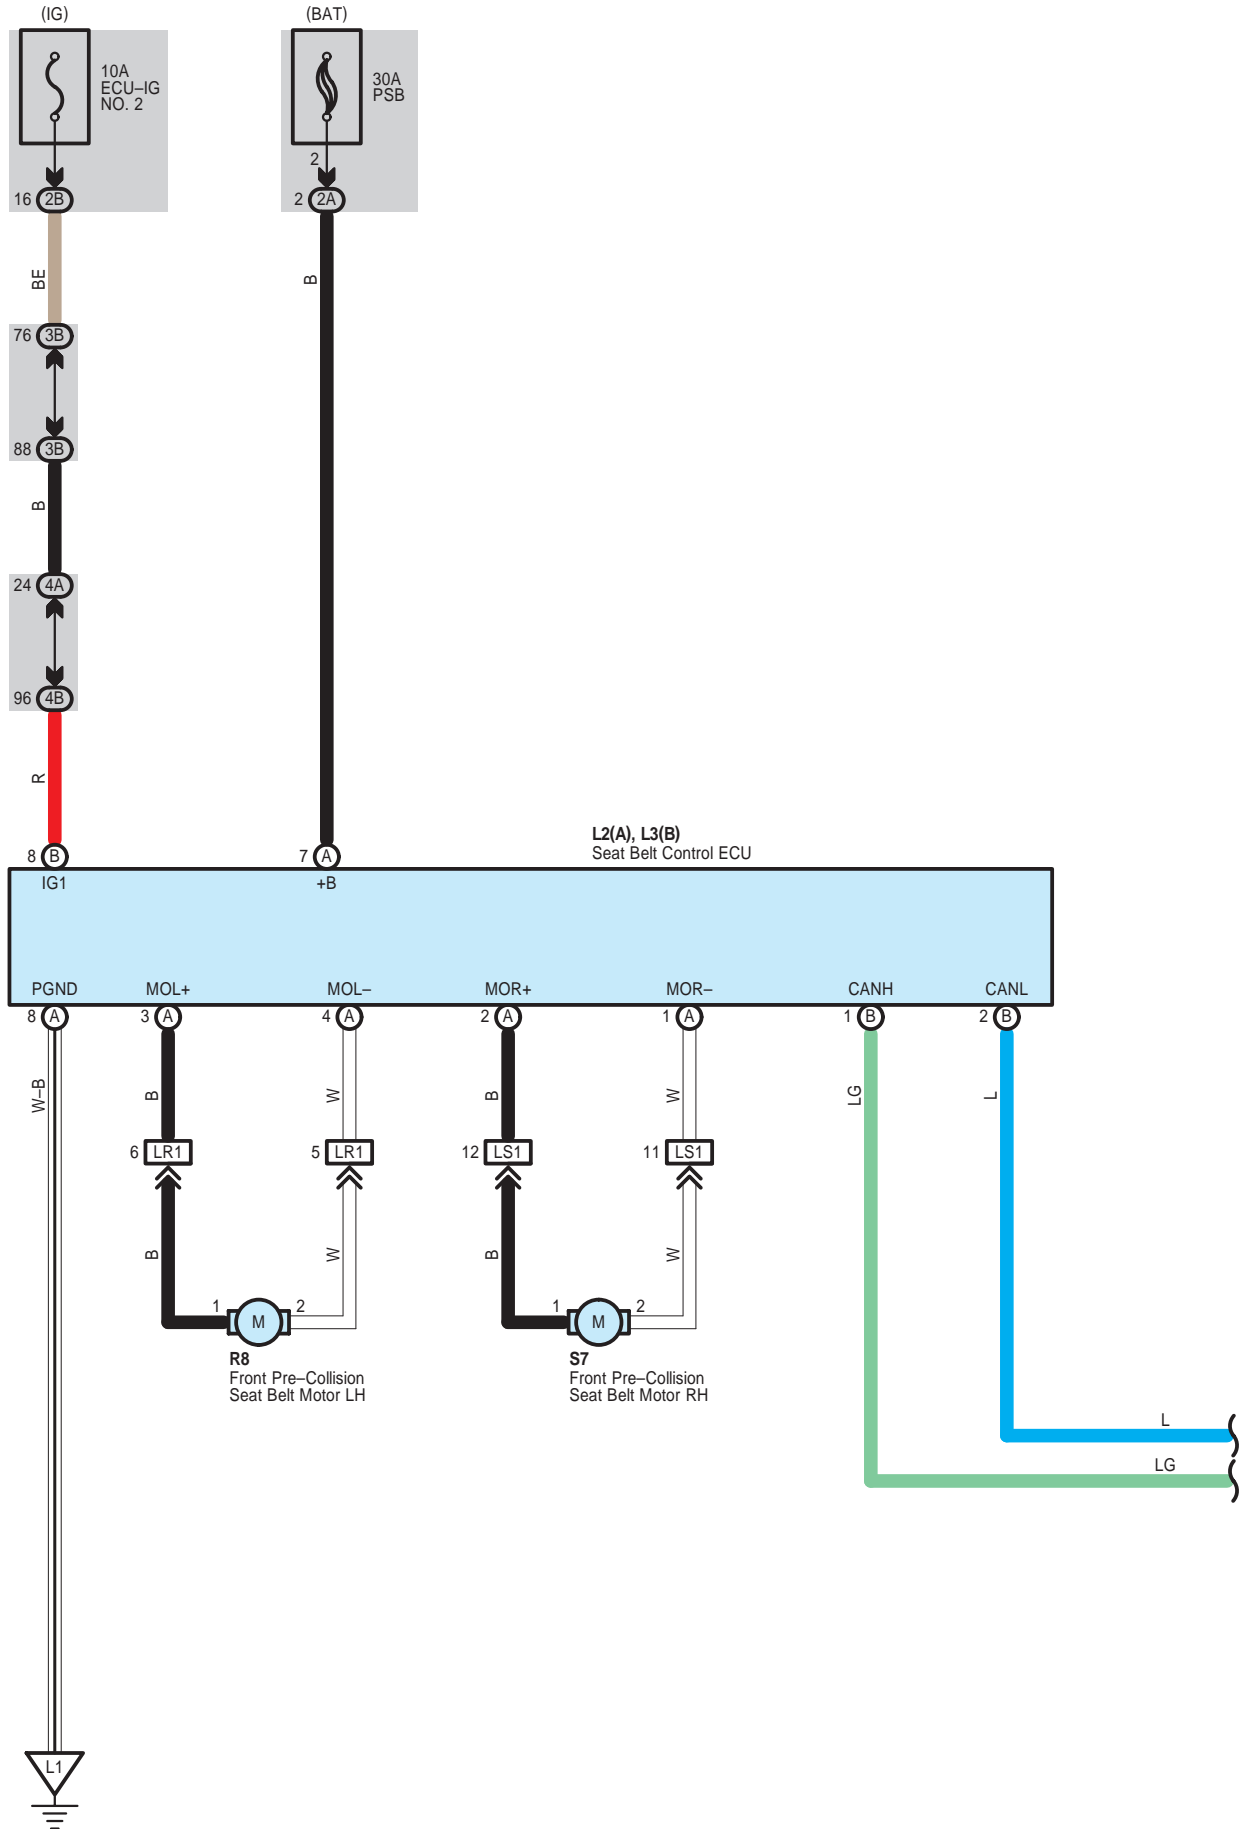 (IG)
(BAT)
10A
ECU–IG
NO. 2
30A
PSB
2
16 2B
2 2A
BE
B
76 3B
88 3B
B
24 4A
96 4B
R
L2(A), L3(B)
Seat Belt Control ECU
8 B
7 A
IG1
+B
PGND
MOL+
MOL–
MOR+
MOR–
CANH
CANL
8 A
3 A
4 A
2 A
1 A
1 B
2 B
W–B
B
W
B
W
LG
L
6 LR1
5 LR1
12 LS1
11 LS1
B
W
B
W
1
M
2
1
M
2
R8
Front Pre–Collision
Seat Belt Motor LH
S7
Front Pre–Collision
Seat Belt Motor RH
L
LG
L1